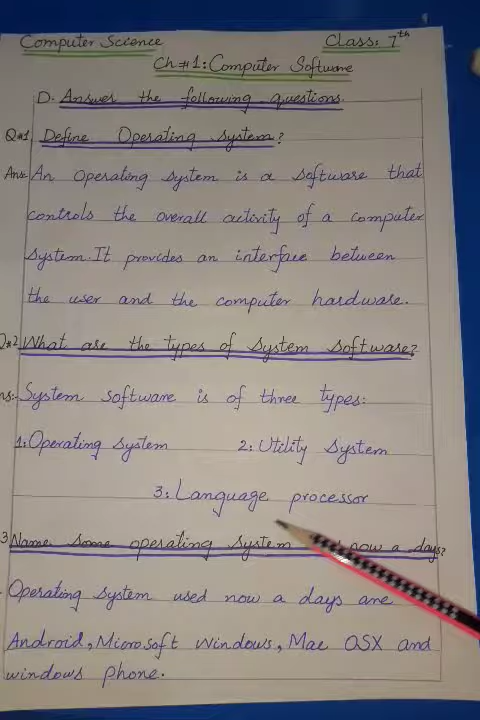 Computer Science Class: 7th
Ch#1: Computer Software
D. Answer the following questions.
Q#1 Define Operating System?
Ans: An Operating System is a Software that
controls the overall activity of a computer
system. It provides an interface between
the user and the computer hardware.
Q#2 What are the types of System Software?
ns:- System software is of three types:
1: Operating System 2: Utility System
3: Language processor
3 Name some operating System now a days?
Operating System used now a days are
Android, Microsoft Windows, Mac OSX and
windows phone.